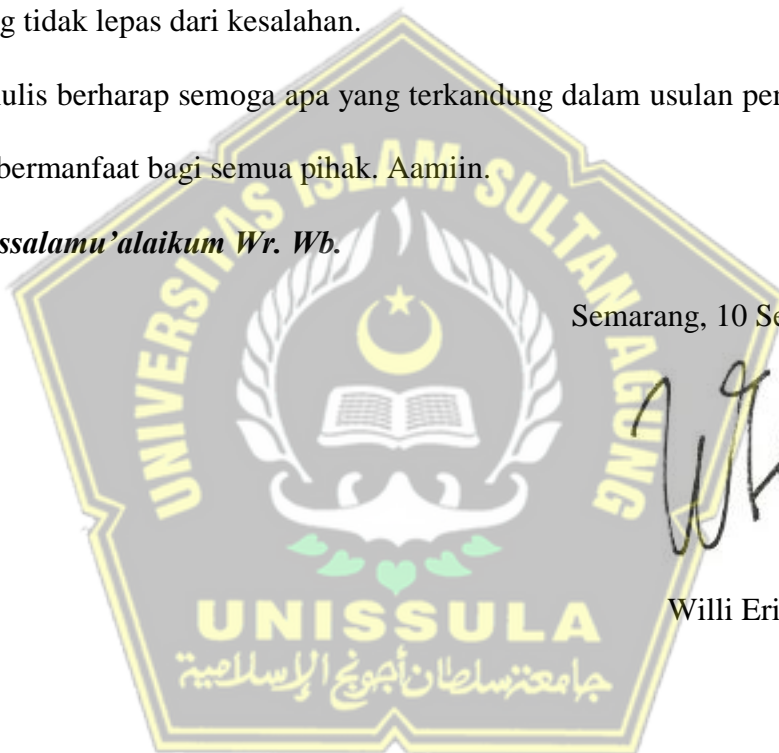 g tidak lepas dari kesalahan.
ulis berharap semoga apa yang terkandung dalam usulan per
bermanfaat bagi semua pihak. Aamiin.
ssalamu’alaikum Wr. Wb.
Semarang, 10 Se
Willi Eri
UNIVERSITAS ISLAM SULTAN AGUNG
UNISSULA
جامعة سلطان أجونج الإسلامية